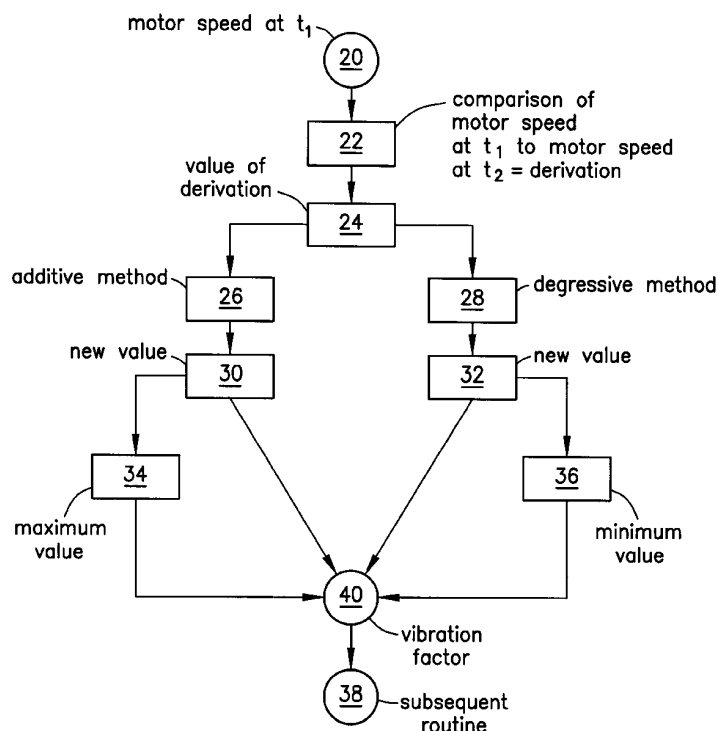 motor speed at t1
20
22
comparison of
motor speed
at t1 to motor speed
at t2 = derivation
value of
derivation
24
additive method
26
28
degressive method
new value
30
32
new value
34
36
maximum
value
minimum
value
40
vibration
factor
38
subsequent
routine